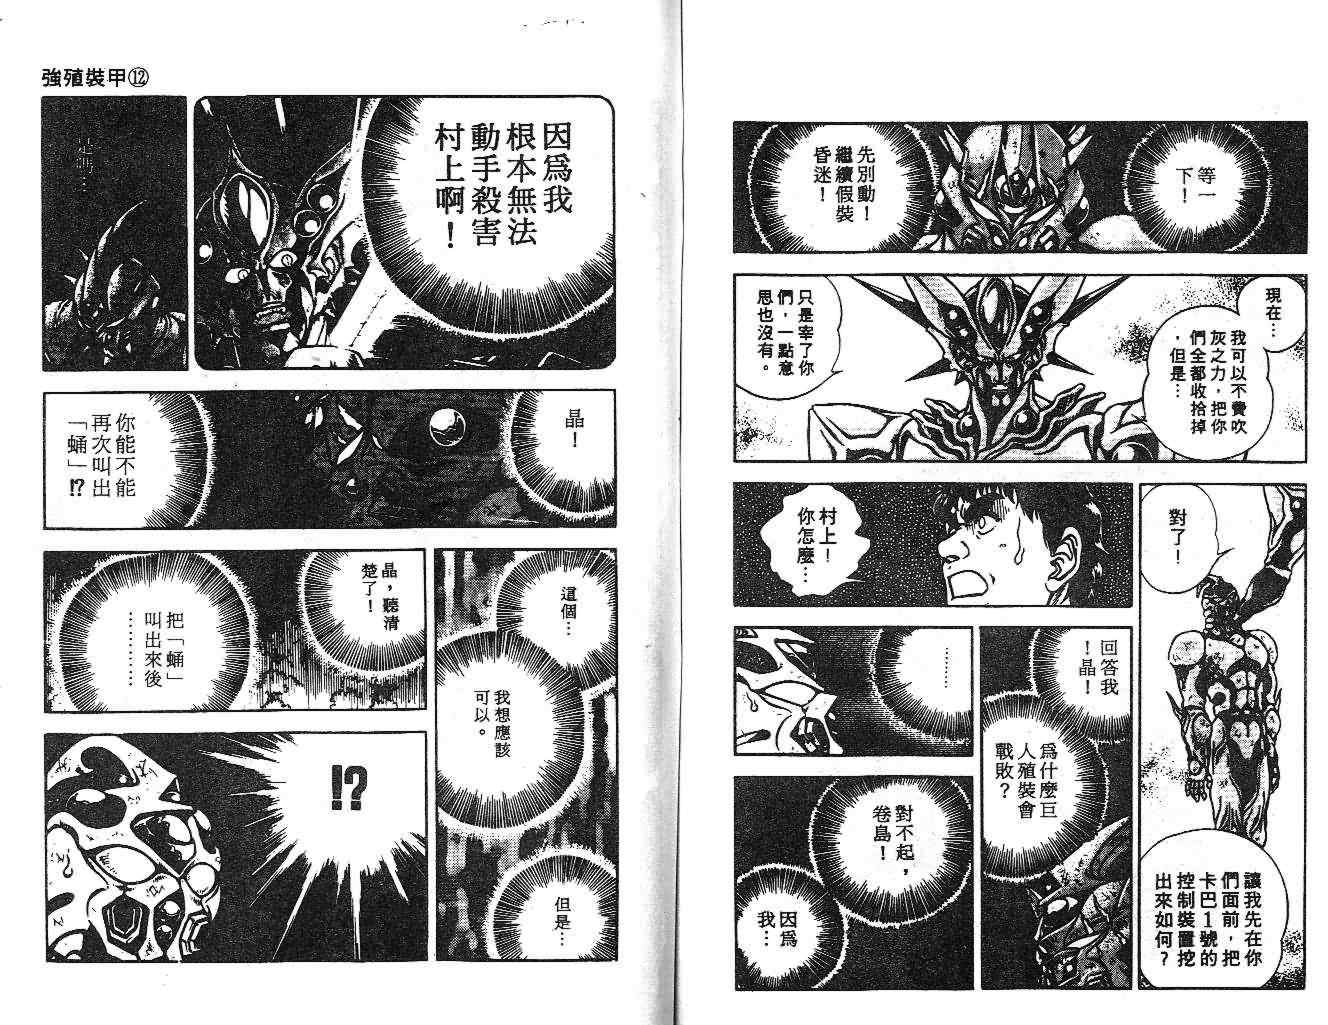 等一
下！
先別動！
繼續假裝
昏迷！
現在…
我可以不費吹
灰之力，把你
們全都收拾掉
，但是…
只是宰了你
們，一點意
思也沒有。
對了！
讓我先在你
們面前，把
卡巴1號的
控制裝置挖
出來如何？
村上！
你怎麼…
回答我
！晶！
為什麼巨
人殖裝會
戰敗？
………
對不起，
卷島！
因為
我…
強殖裝甲⑫
因為我
根本無法
動手殺害
村上啊！
是嗎…
晶！
你能不能
再次叫出
「蛹」!?
這個…
我想應該
可以。
但是…
晶，聽清
楚了！
把「蛹」
叫出來後
…………
!?